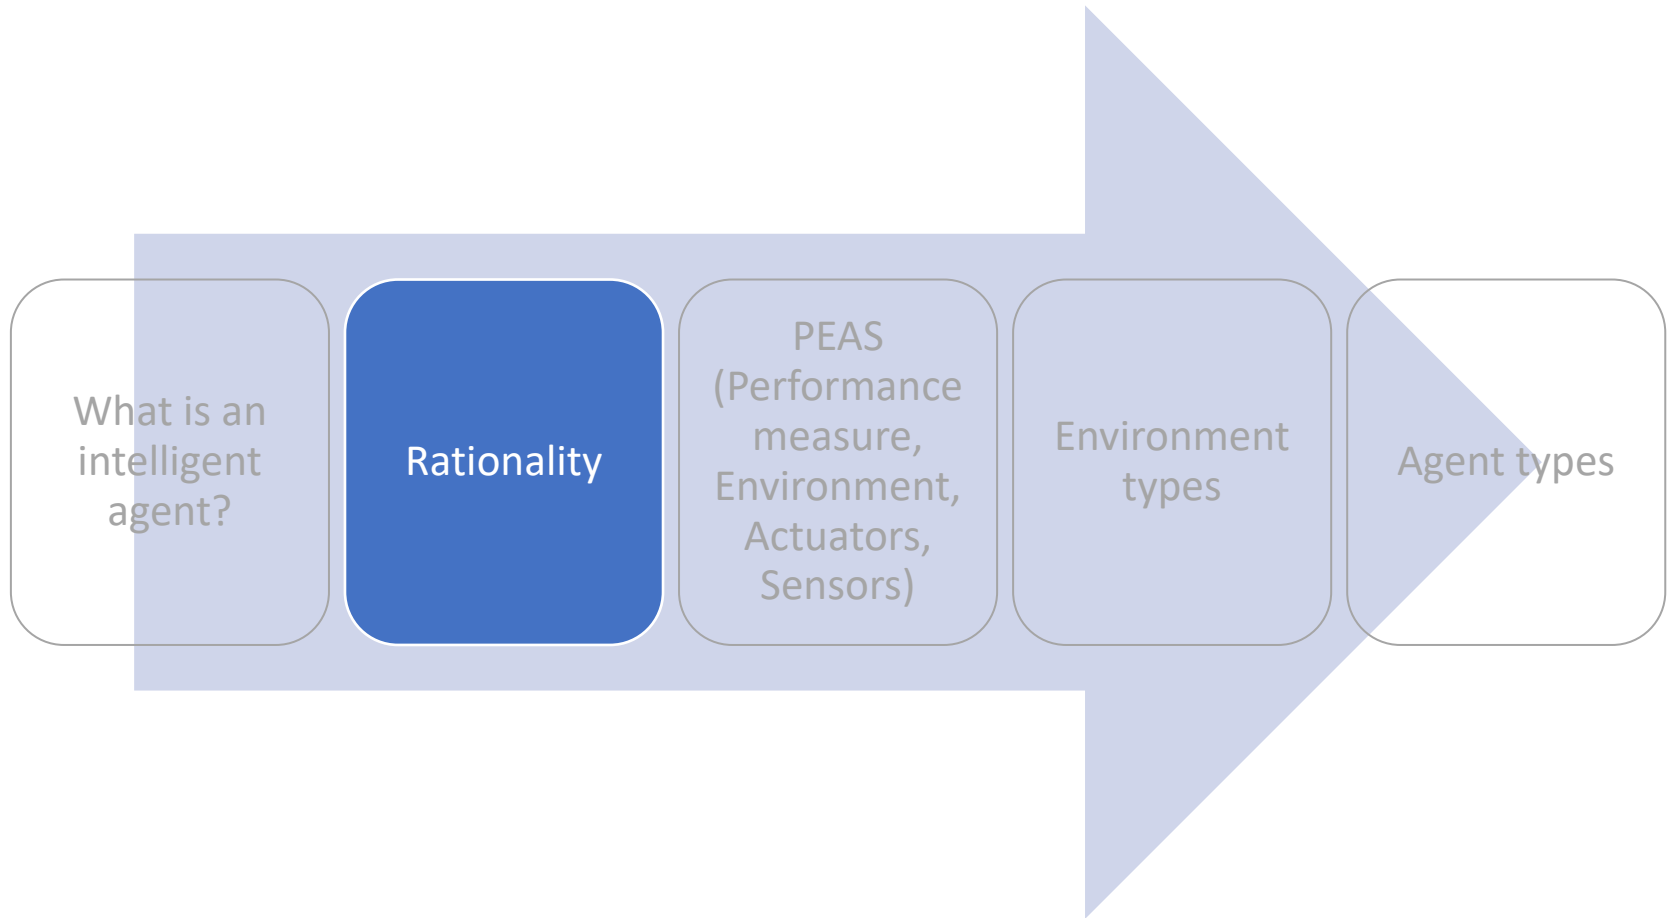 What is an
intelligent
agent?
Rationality
PEAS
(Performance
measure,
Environment,
Actuators,
Sensors)
Environment
types
Agent types